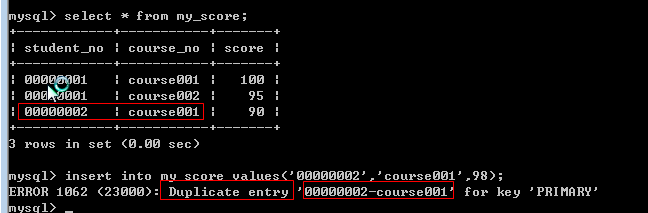 mysql> select * from my_score;
+------------+-----------+-------+
| student_no | course_no | score |
+------------+-----------+-------+
| 00000001 | course001 | 100 |
| 00000001 | course002 | 95 |
| 00000002 | course001 | 90 |
+------------+-----------+-------+
3 rows in set (0.00 sec)
mysql> insert into my_score values('00000002','course001',98);
ERROR 1062 (23000): Duplicate entry '00000002-course001' for key 'PRIMARY'
mysql> _